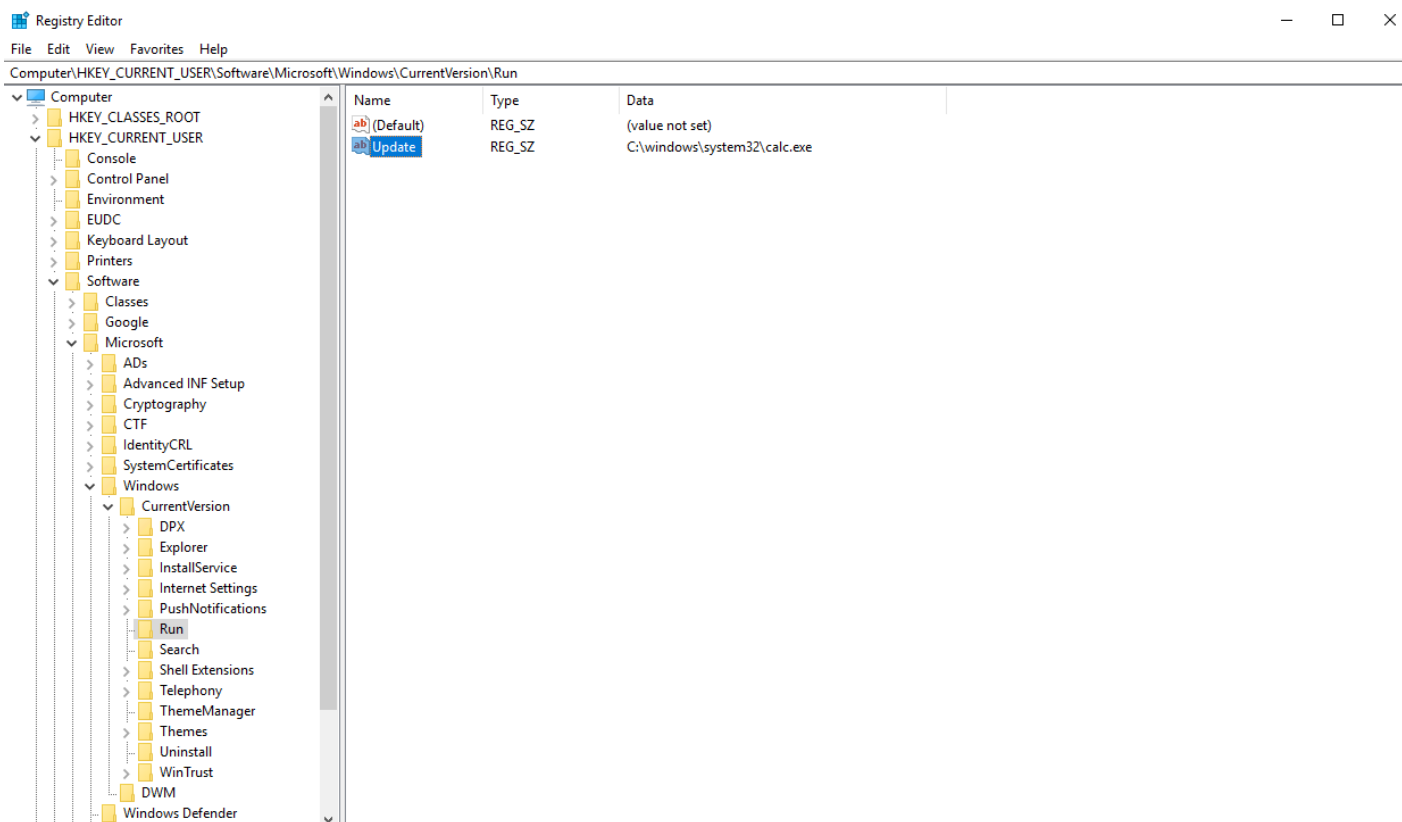 Registry Editor
File Edit View Favorites Help
Computer\HKEY_CURRENT_USER\Software\Microsoft\Windows\CurrentVersion\Run
Computer
HKEY_CLASSES_ROOT
HKEY_CURRENT_USER
Console
Control Panel
Environment
EUDC
Keyboard Layout
Printers
Software
Classes
Google
Microsoft
ADs
Advanced INF Setup
Cryptography
CTF
IdentityCRL
SystemCertificates
Windows
CurrentVersion
DPX
Explorer
InstallService
Internet Settings
PushNotifications
Run
Search
Shell Extensions
Telephony
ThemeManager
Themes
Uninstall
WinTrust
DWM
Windows Defender
Name Type Data
ab (Default) REG_SZ (value not set)
ab Update REG_SZ C:\windows\system32\calc.exe